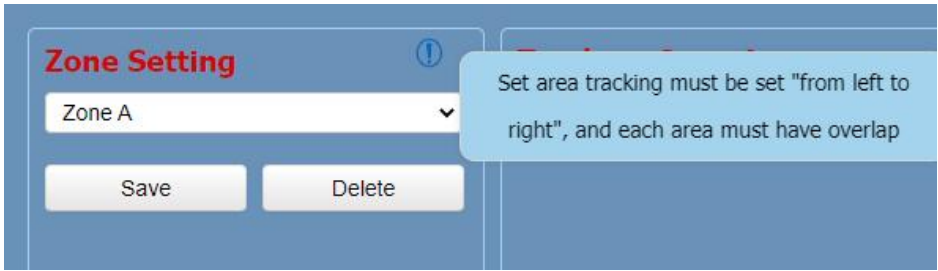 Zone Setting
Zone A
Save
Delete
Set area tracking must be set "from left to
right", and each area must have overlap